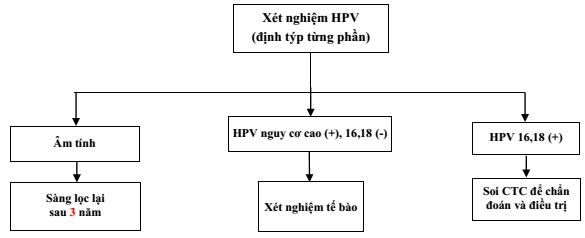 Xét nghiệm HPV
(định týp từng phần)
Âm tính
HPV nguy cơ cao (+), 16,18 (-)
HPV 16,18 (+)
Sàng lọc lại
sau 3 năm
Xét nghiệm tế bào
Soi CTC để chẩn
đoán và điều trị